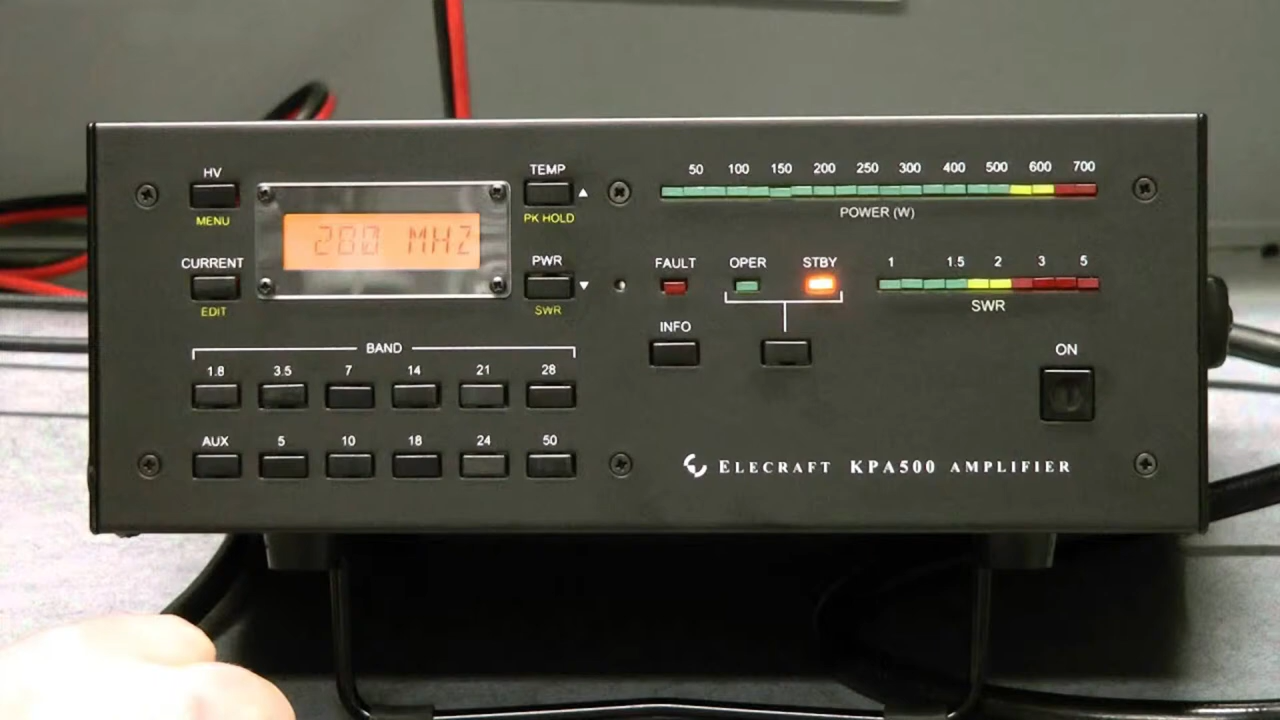 HV
MENU
280 MHZ
TEMP
PK HOLD
CURRENT
EDIT
PWR
SWR
BAND
1.8 3.5 7 14 21 28
AUX 5 10 18 24 50
50 100 150 200 250 300 400 500 600 700
POWER (W)
FAULT OPER STBY
1 1.5 2 3 5
SWR
INFO
ON
ELECRAFT KPA500 AMPLIFIER